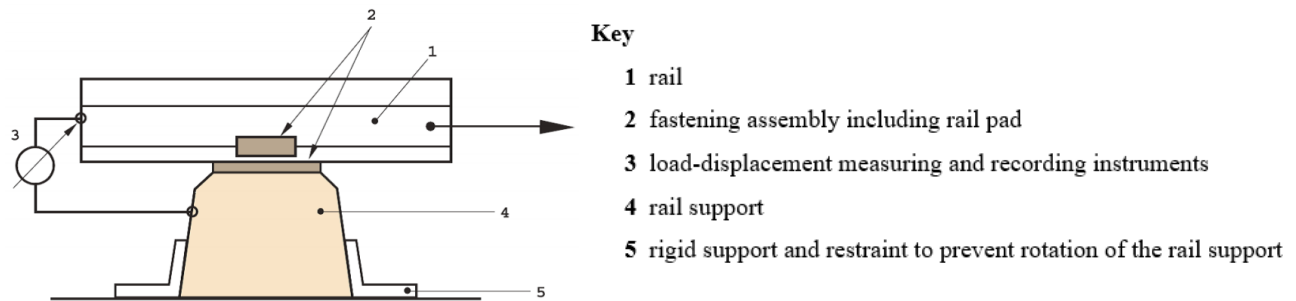 2
1
3
4
5
Key
1 rail
2 fastening assembly including rail pad
3 load-displacement measuring and recording instruments
4 rail support
5 rigid support and restraint to prevent rotation of the rail support